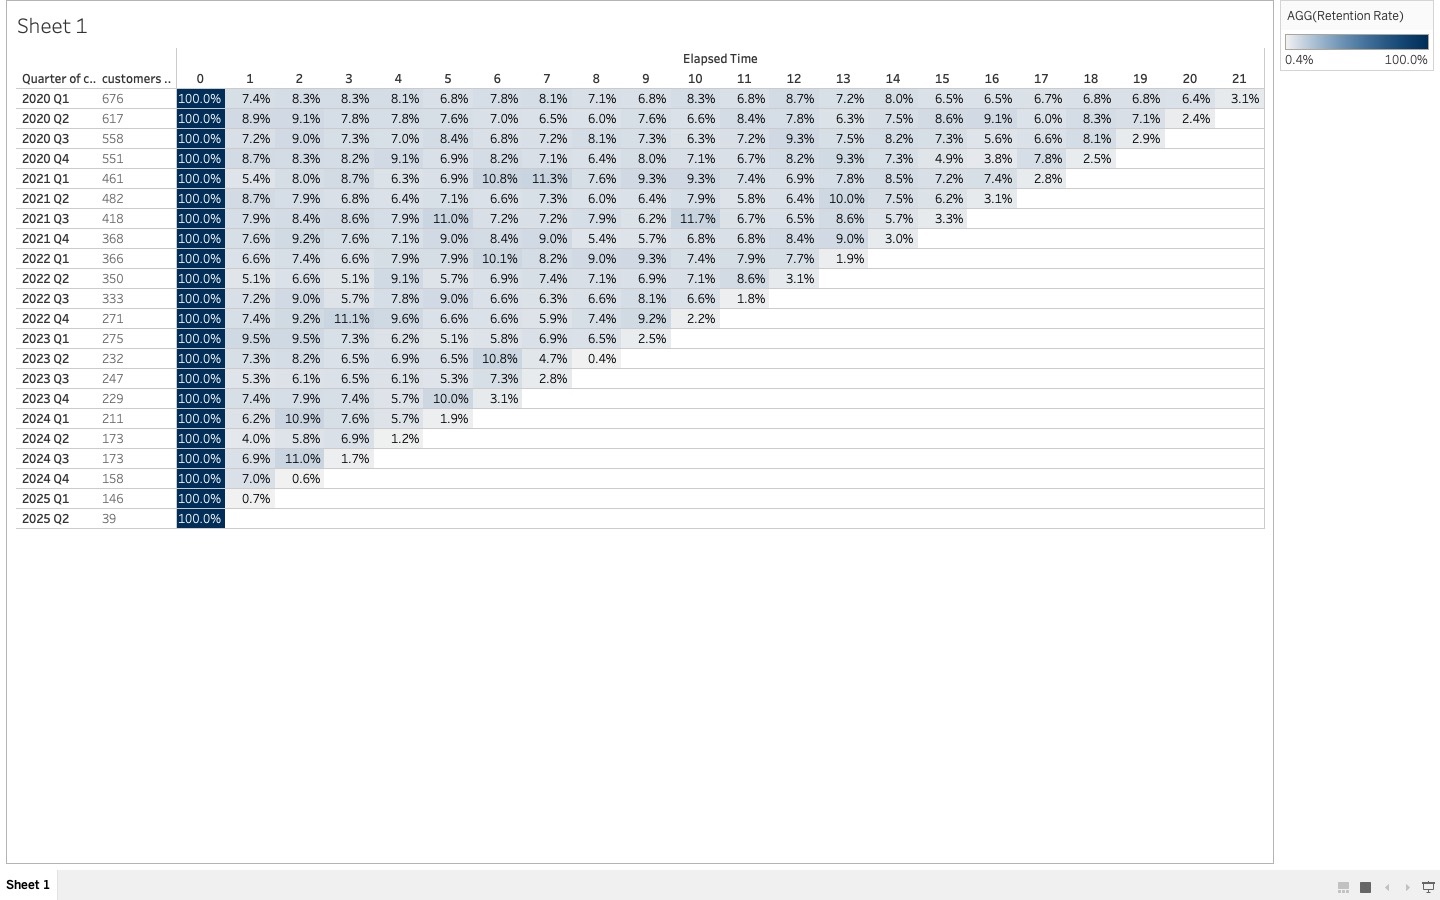 Sheet 1
AGG(Retention Rate)
0.4% 100.0%
Elapsed Time
Quarter of c.. customers .. 0 1 2 3 4 5 6 7 8 9 10 11 12 13 14 15 16 17 18 19 20 21
2020 Q1 676 100.0% 7.4% 8.3% 8.3% 8.1% 6.8% 7.8% 8.1% 7.1% 6.8% 8.3% 6.8% 8.7% 7.2% 8.0% 6.5% 6.5% 6.7% 6.8% 6.8% 6.4% 3.1%
2020 Q2 617 100.0% 8.9% 9.1% 7.8% 7.8% 7.6% 7.0% 6.5% 6.0% 7.6% 6.6% 8.4% 7.8% 6.3% 7.5% 8.6% 9.1% 6.0% 8.3% 7.1% 2.4%
2020 Q3 558 100.0% 7.2% 9.0% 7.3% 7.0% 8.4% 6.8% 7.2% 8.1% 7.3% 6.3% 7.2% 9.3% 7.5% 8.2% 7.3% 5.6% 6.6% 8.1% 2.9%
2020 Q4 551 100.0% 8.7% 8.3% 8.2% 9.1% 6.9% 8.2% 7.1% 6.4% 8.0% 7.1% 6.7% 8.2% 9.3% 7.3% 4.9% 3.8% 7.8% 2.5%
2021 Q1 461 100.0% 5.4% 8.0% 8.7% 6.3% 6.9% 10.8% 11.3% 7.6% 9.3% 9.3% 7.4% 6.9% 7.8% 8.5% 7.2% 7.4% 2.8%
2021 Q2 482 100.0% 8.7% 7.9% 6.8% 6.4% 7.1% 6.6% 7.3% 6.0% 6.4% 7.9% 5.8% 6.4% 10.0% 7.5% 6.2% 3.1%
2021 Q3 418 100.0% 7.9% 8.4% 8.6% 7.9% 11.0% 7.2% 7.2% 7.9% 6.2% 11.7% 6.7% 6.5% 8.6% 5.7% 3.3%
2021 Q4 368 100.0% 7.6% 9.2% 7.6% 7.1% 9.0% 8.4% 9.0% 5.4% 5.7% 6.8% 6.8% 8.4% 9.0% 3.0%
2022 Q1 366 100.0% 6.6% 7.4% 6.6% 7.9% 7.9% 10.1% 8.2% 9.0% 9.3% 7.4% 7.9% 7.7% 1.9%
2022 Q2 350 100.0% 5.1% 6.6% 5.1% 9.1% 5.7% 6.9% 7.4% 7.1% 6.9% 7.1% 8.6% 3.1%
2022 Q3 333 100.0% 7.2% 9.0% 5.7% 7.8% 9.0% 6.6% 6.3% 6.6% 8.1% 6.6% 1.8%
2022 Q4 271 100.0% 7.4% 9.2% 11.1% 9.6% 6.6% 6.6% 5.9% 7.4% 9.2% 2.2%
2023 Q1 275 100.0% 9.5% 9.5% 7.3% 6.2% 5.1% 5.8% 6.9% 6.5% 2.5%
2023 Q2 232 100.0% 7.3% 8.2% 6.5% 6.9% 6.5% 10.8% 4.7% 0.4%
2023 Q3 247 100.0% 5.3% 6.1% 6.5% 6.1% 5.3% 7.3% 2.8%
2023 Q4 229 100.0% 7.4% 7.9% 7.4% 5.7% 10.0% 3.1%
2024 Q1 211 100.0% 6.2% 10.9% 7.6% 5.7% 1.9%
2024 Q2 173 100.0% 4.0% 5.8% 6.9% 1.2%
2024 Q3 173 100.0% 6.9% 11.0% 1.7%
2024 Q4 158 100.0% 7.0% 0.6%
2025 Q1 146 100.0% 0.7%
2025 Q2 39 100.0%
Sheet 1